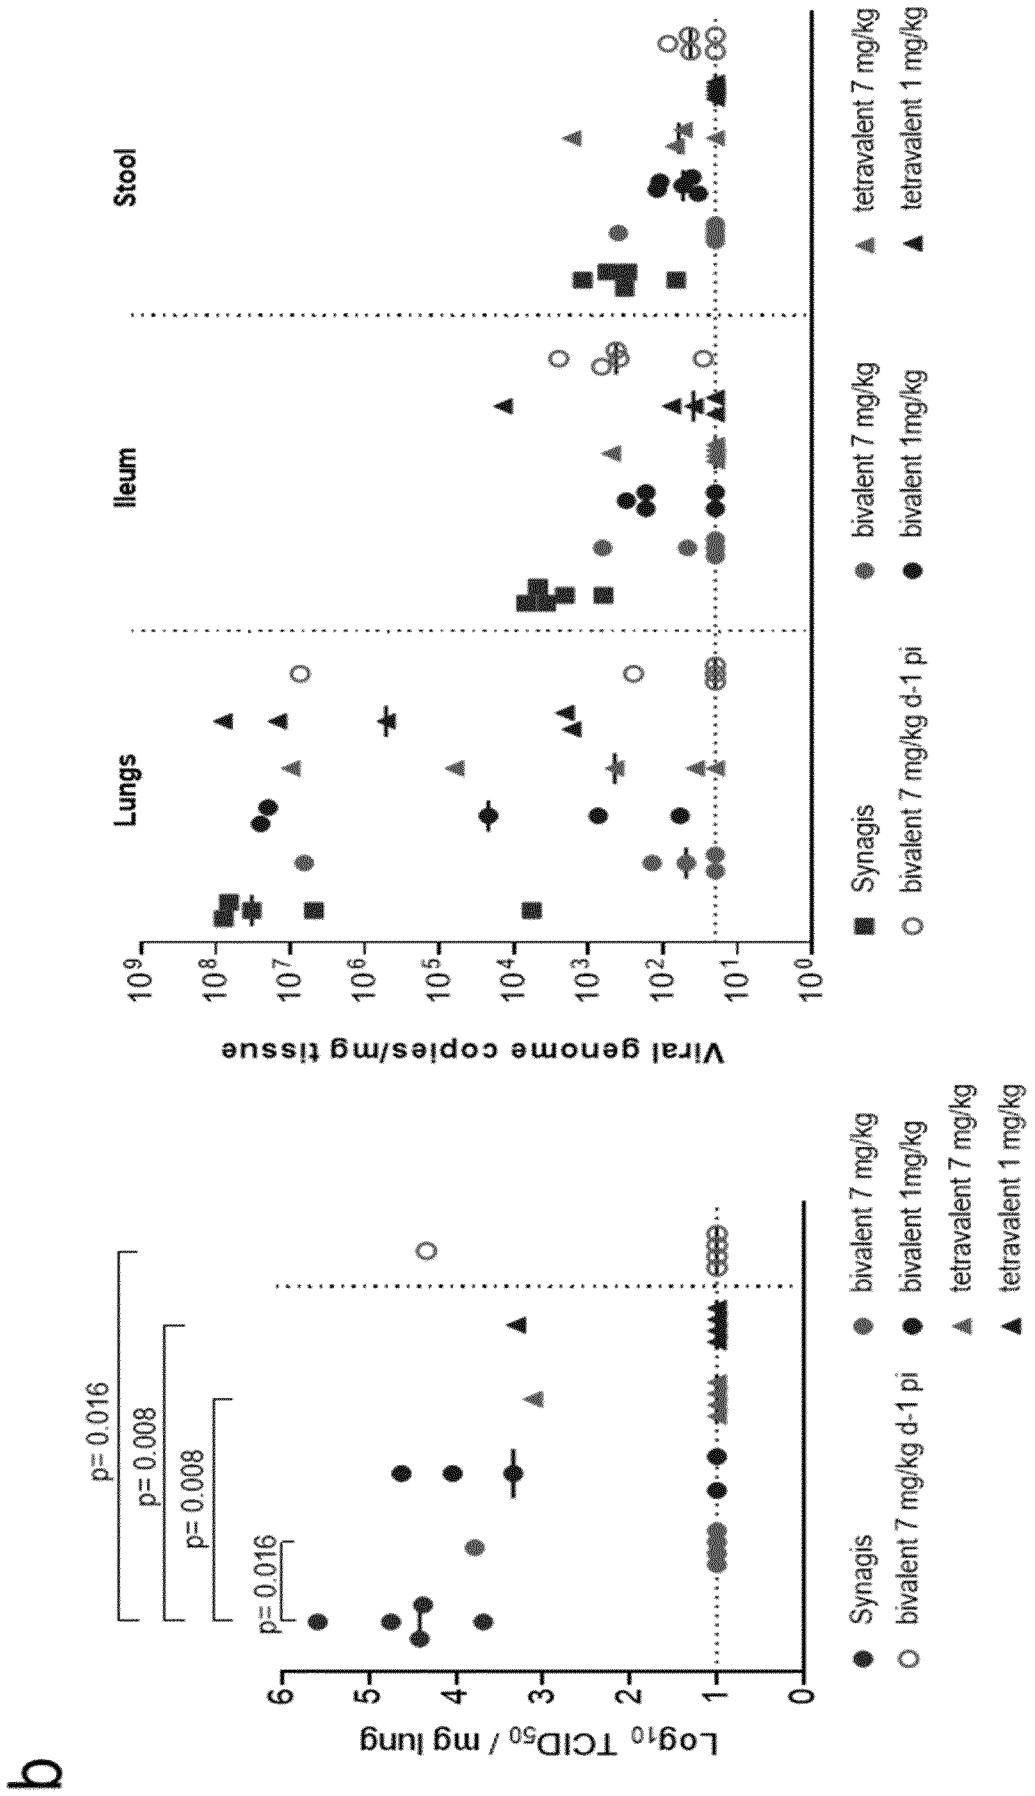 b
p= 0.016
p= 0.008
p= 0.008
p= 0.016
Log10 TCID50 / mg lung
6
5
4
3
2
1
0
Synagis
bivalent 7 mg/kg d-1 pi
bivalent 7 mg/kg
bivalent 1mg/kg
tetravalent 7 mg/kg
tetravalent 1 mg/kg
Lungs
Ileum
Stool
Viral genome copies/mg tissue
10^9
10^8
10^7
10^6
10^5
10^4
10^3
10^2
10^1
10^0
Synagis
bivalent 7 mg/kg d-1 pi
bivalent 7 mg/kg
bivalent 1mg/kg
tetravalent 7 mg/kg
tetravalent 1 mg/kg